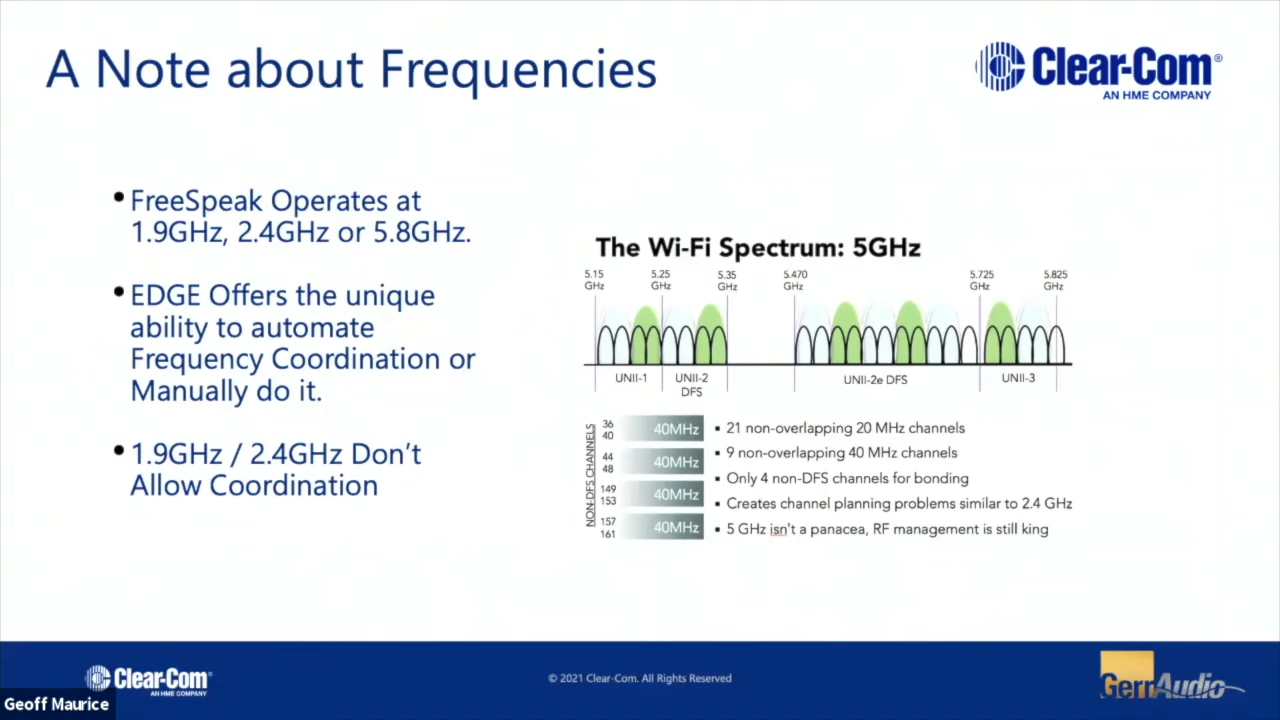 A Note about Frequencies
Clear-Com®
AN HME COMPANY
•FreeSpeak Operates at
1.9GHz, 2.4GHz or 5.8GHz.
•EDGE Offers the unique
ability to automate
Frequency Coordination or
Manually do it.
•1.9GHz / 2.4GHz Don’t
Allow Coordination
The Wi-Fi Spectrum: 5GHz
5.15 5.25 5.35 5.470 5.725 5.825
GHz GHz GHz GHz GHz GHz
UNII-1 UNII-2 UNII-2e DFS UNII-3
DFS
NON-DFS CHANNELS
36
40
40MHz
44
48
40MHz
149
153
40MHz
157
161
40MHz
▪ 21 non-overlapping 20 MHz channels
▪ 9 non-overlapping 40 MHz channels
▪ Only 4 non-DFS channels for bonding
▪ Creates channel planning problems similar to 2.4 GHz
▪ 5 GHz isn't a panacea, RF management is still king
Clear-Com®
AN HME COMPANY
© 2021 Clear-Com. All Rights Reserved
GerrAudio
Geoff Maurice